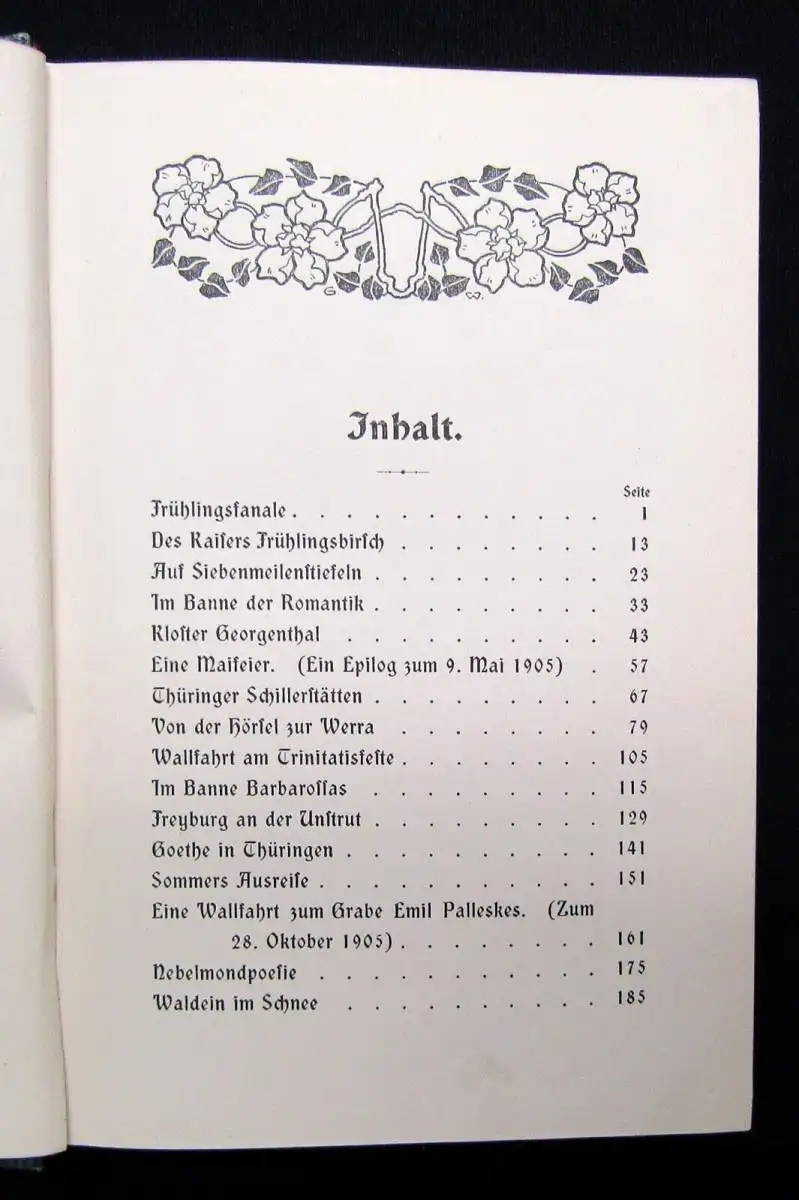 G W.
Inhalt.
Seite
Frühlingsfanale . . . . . . . . . . . . 1
Des Kaiſers Frühlingsbirſch . . . . . . . . 13
Auf Siebenmeilenſtiefeln . . . . . . . . . 23
Im Banne der Romantik . . . . . . . . . 33
Kloſter Georgenthal . . . . . . . . . . 43
Eine Maifeier. (Ein Epilog zum 9. Mai 1905) . 57
Thüringer Schillerſtätten . . . . . . . . . 67
Von der Hörſel zur Werra . . . . . . . . 79
Wallfahrt am Trinitatisfeſte . . . . . . . . 105
Im Banne Barbaroſſas . . . . . . . . . 115
Freyburg an der Unſtrut . . . . . . . . . 129
Goethe in Thüringen . . . . . . . . . . 141
Sommers Ausreiſe . . . . . . . . . . . 151
Eine Wallfahrt zum Grabe Emil Palleskes. (Zum
28. Oktober 1905) . . . . . . . . 161
Nebelmondpoeſie . . . . . . . . . . . 175
Waldein im Schnee . . . . . . . . . . 185